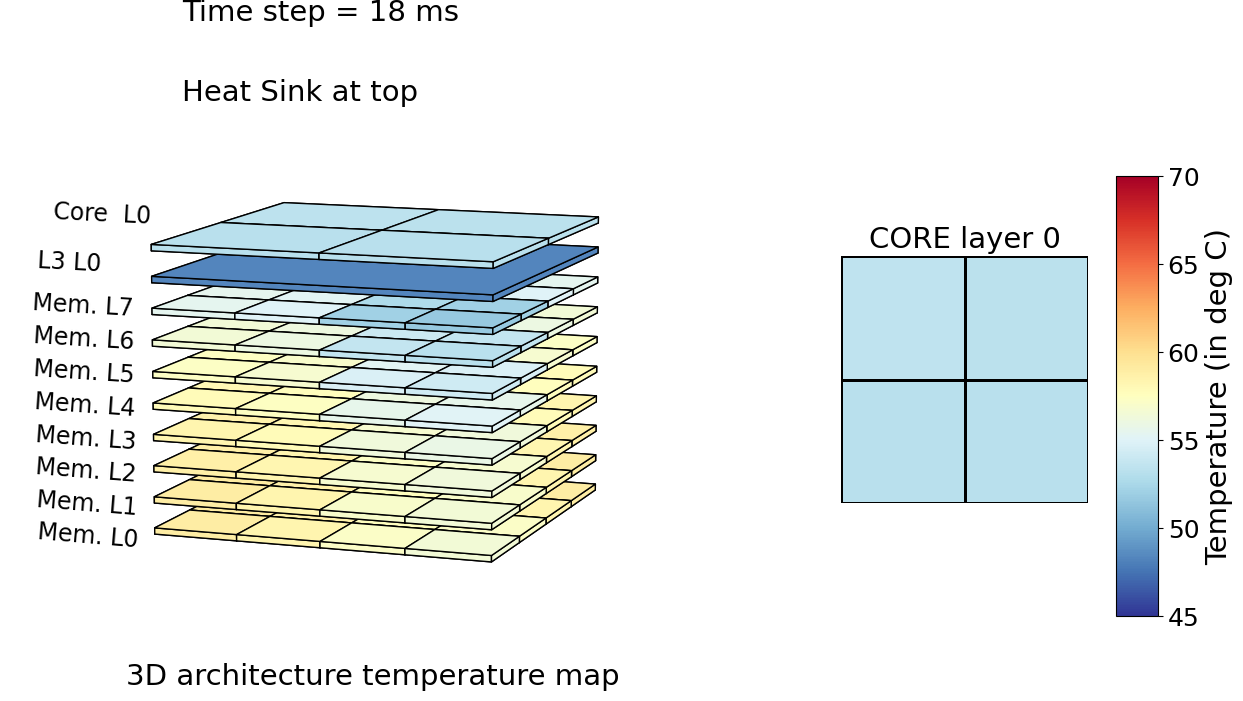 Time step = 18 ms
Heat Sink at top
Core L0
L3 L0
Mem. L7
Mem. L6
Mem. L5
Mem. L4
Mem. L3
Mem. L2
Mem. L1
Mem. L0
3D architecture temperature map
CORE layer 0
70
65
60
55
50
45
Temperature (in deg C)